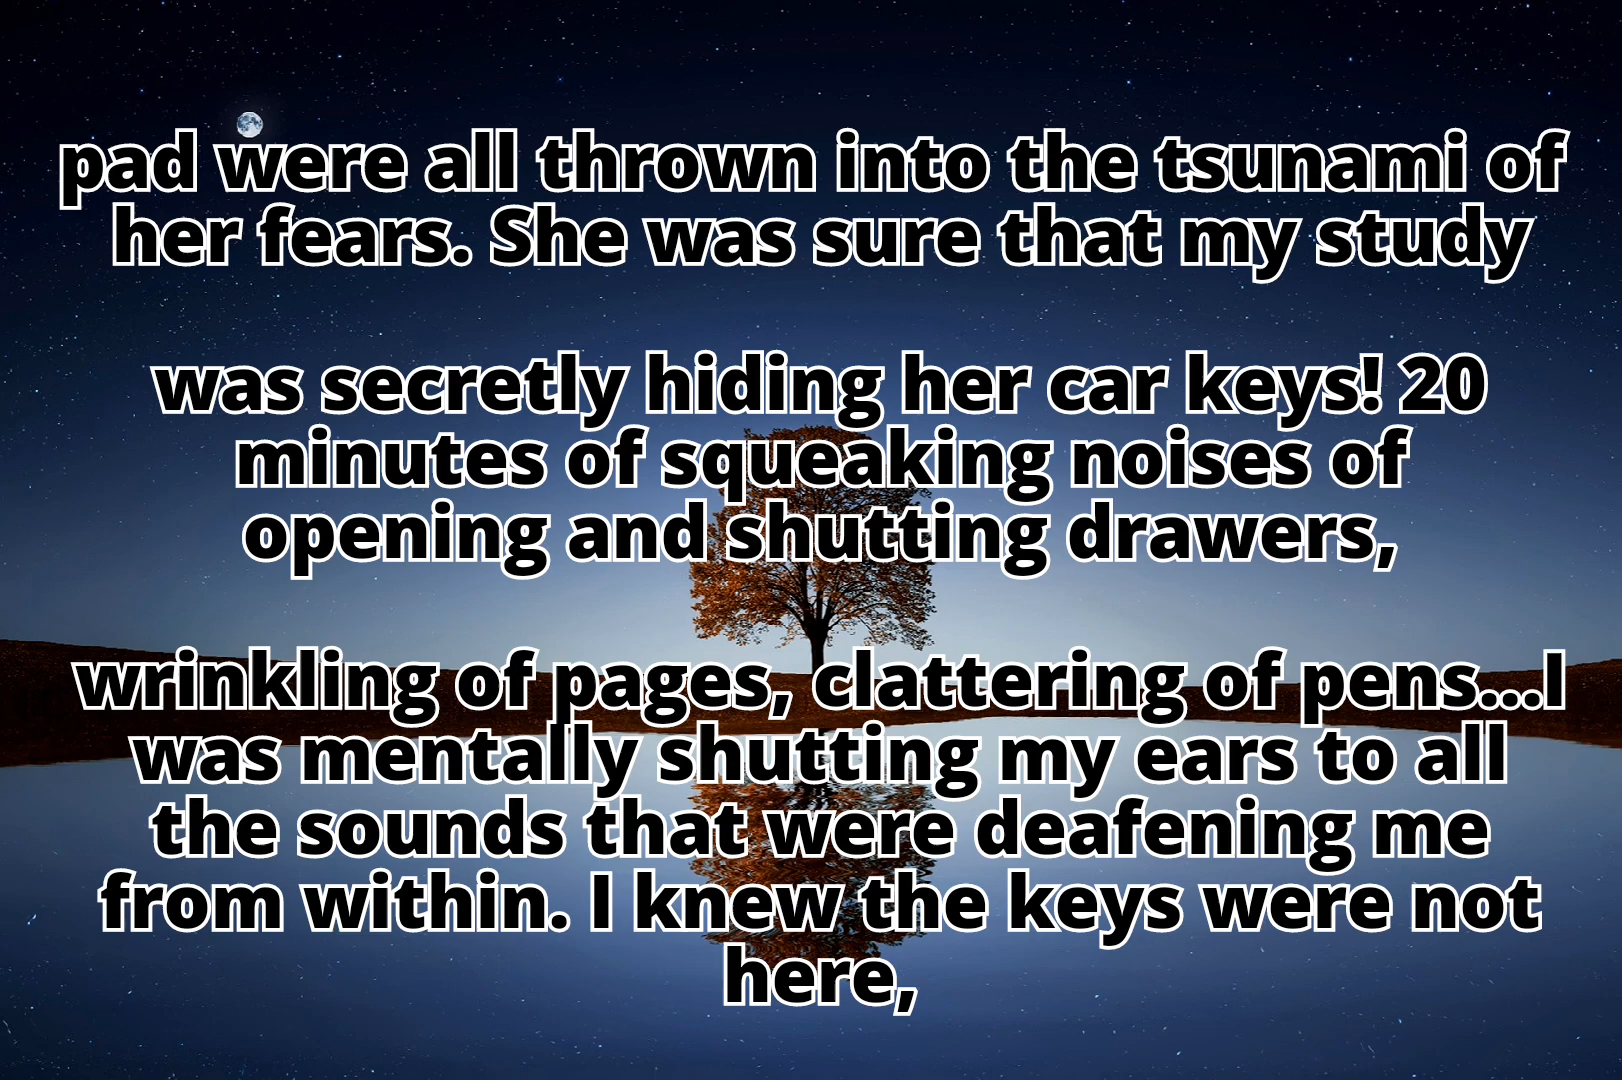 pad were all thrown into the tsunami of
her fears. She was sure that my study
was secretly hiding her car keys! 20
minutes of squeaking noises of
opening and shutting drawers,
wrinkling of pages, clattering of pens...I
was mentally shutting my ears to all
the sounds that were deafening me
from within. I knew the keys were not
here,